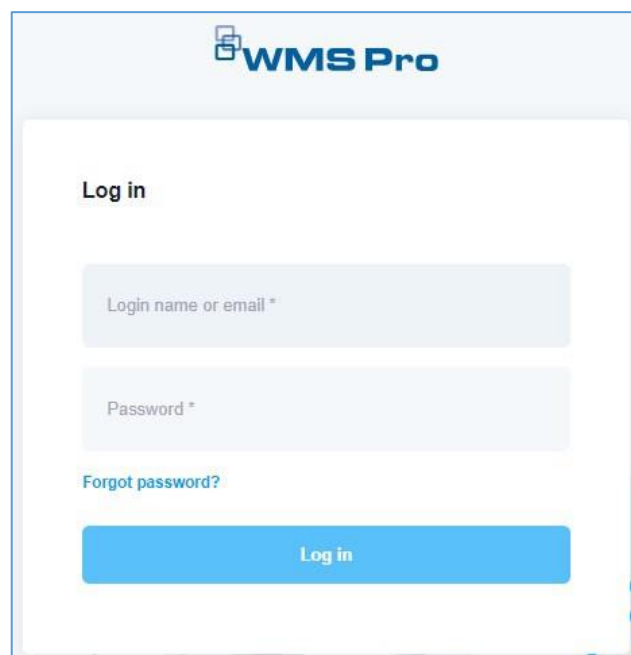 WMS Pro
Log in
Login name or email *
Password *
Forgot password?
Log in